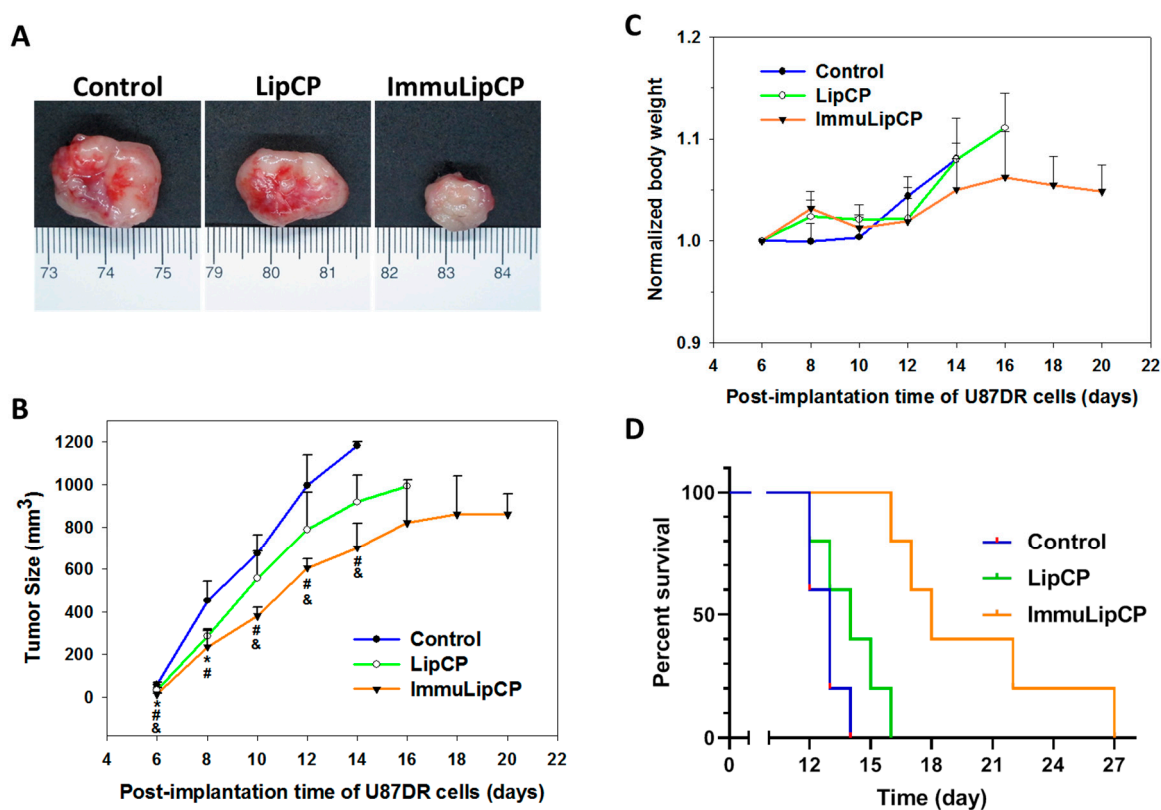 A
Control LipCP ImmuLipCP
73 74 75 79 80 81 82 83 84
B
Tumor Size (mm3)
1200
1000
800
600
400
200
0
Control
LipCP
ImmuLipCP
*
#
&
*
#
#
&
#
&
#
&
4 6 8 10 12 14 16 18 20 22
Post-implantation time of U87DR cells (days)
C
Normalized body weight
1.2
1.1
1.0
0.9
Control
LipCP
ImmuLipCP
4 6 8 10 12 14 16 18 20 22
Post-implantation time of U87DR cells (days)
D
Percent survival
100
50
0
Control
LipCP
ImmuLipCP
0 12 15 18 21 24 27
Time (day)